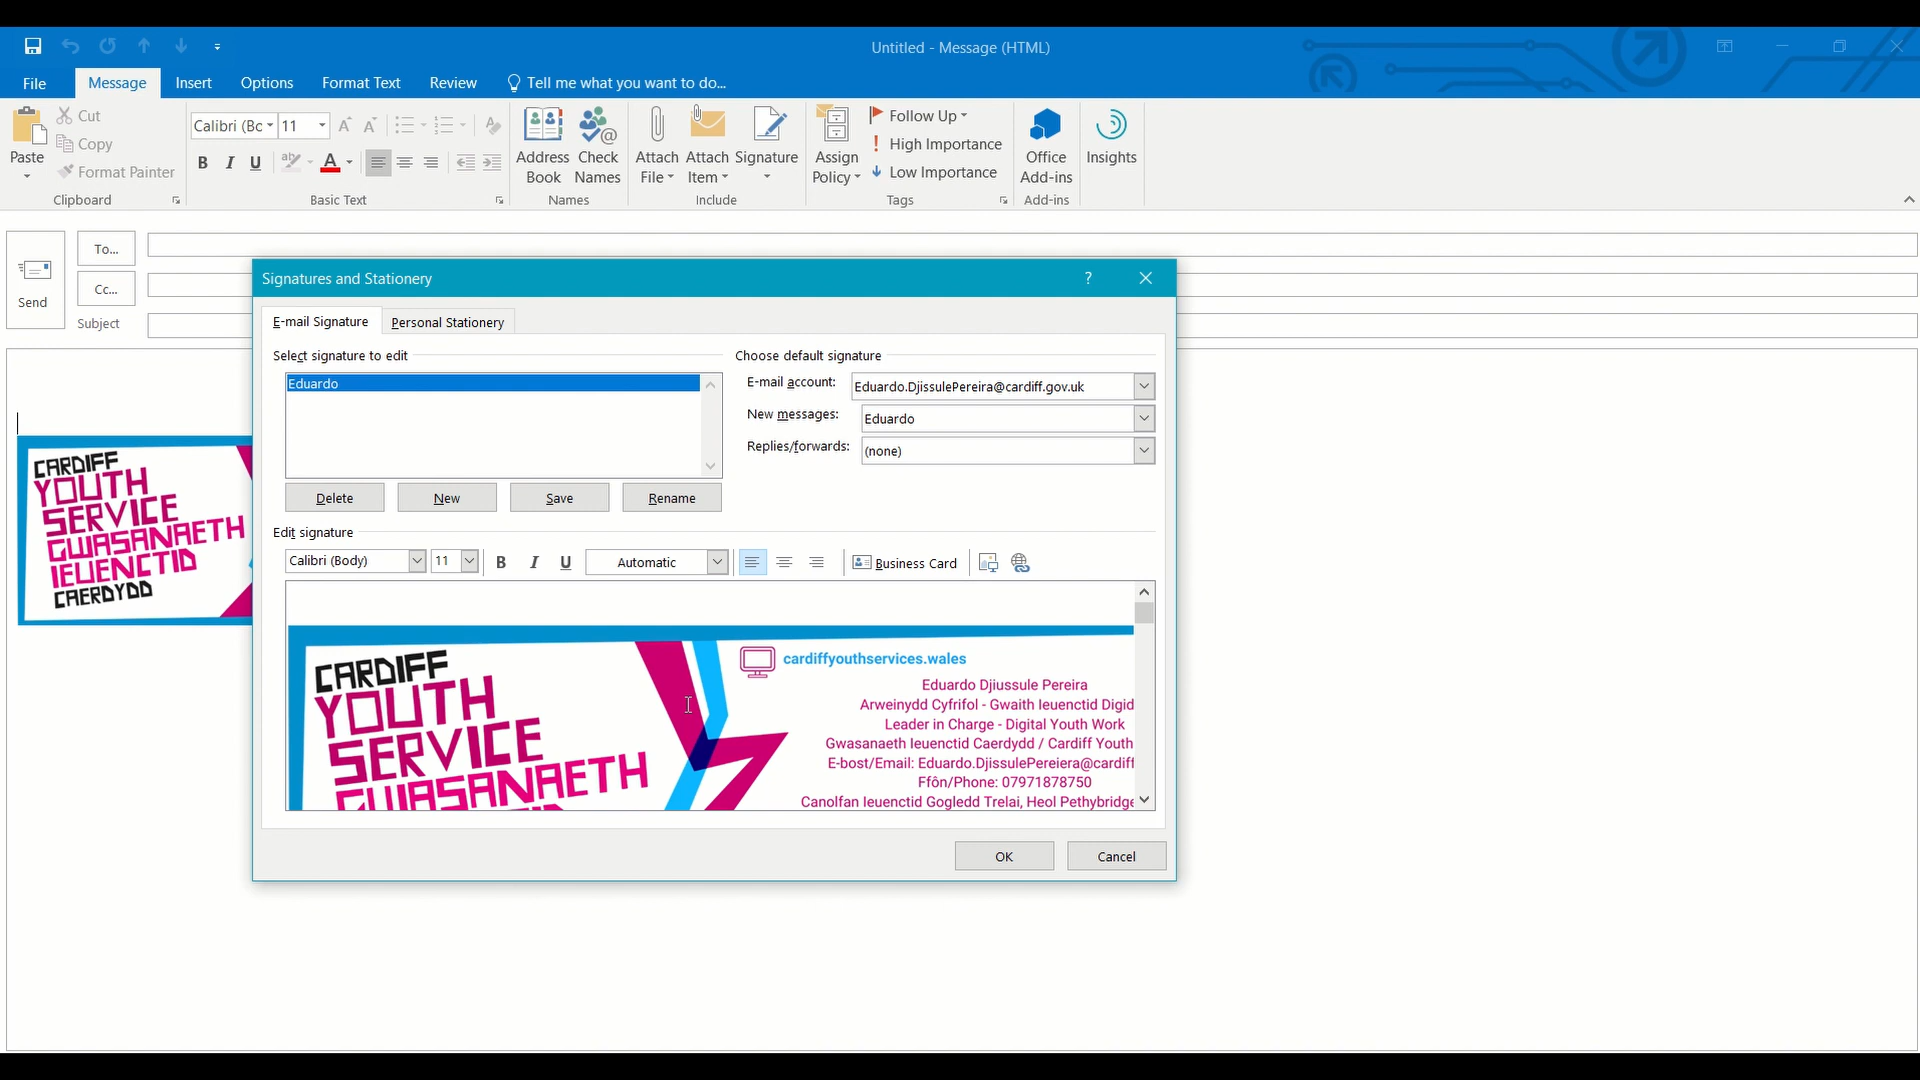 Untitled - Message (HTML)
File Message Insert Options Format Text Review Tell me what you want to do...
Paste
Cut
Copy
Format Painter
Clipboard
Calibri (Bc 11
B I U A
Basic Text
Address Book
Check Names
Names
Attach File
Attach Item
Signature
Include
Assign Policy
Follow Up
High Importance
Low Importance
Tags
Office Add-ins
Add-ins
Insights
Send
To...
Cc...
Subject
CARDIFF
YOUTH
SERVICE
GWASANAETH
IEUENCTID
CAERDYDD
Signatures and Stationery
?
E-mail Signature Personal Stationery
Select signature to edit
Eduardo
Delete New Save Rename
Choose default signature
E-mail account: Eduardo.DjissulePereira@cardiff.gov.uk
New messages: Eduardo
Replies/forwards: (none)
Edit signature
Calibri (Body) 11 B I U Automatic Business Card
CARDIFF
YOUTH
SERVICE
GWASANAETH
cardiffyouthservices.wales
Eduardo Djiussule Pereira
Arweinydd Cyfrifol - Gwaith Ieuenctid Digid
Leader in Charge - Digital Youth Work
Gwasanaeth Ieuenctid Caerdydd / Cardiff Youth
E-bost/Email: Eduardo.DjissulePereiera@cardiff
Ffôn/Phone: 07971878750
Canolfan Ieuenctid Gogledd Trelai, Heol Pethybridge
OK Cancel